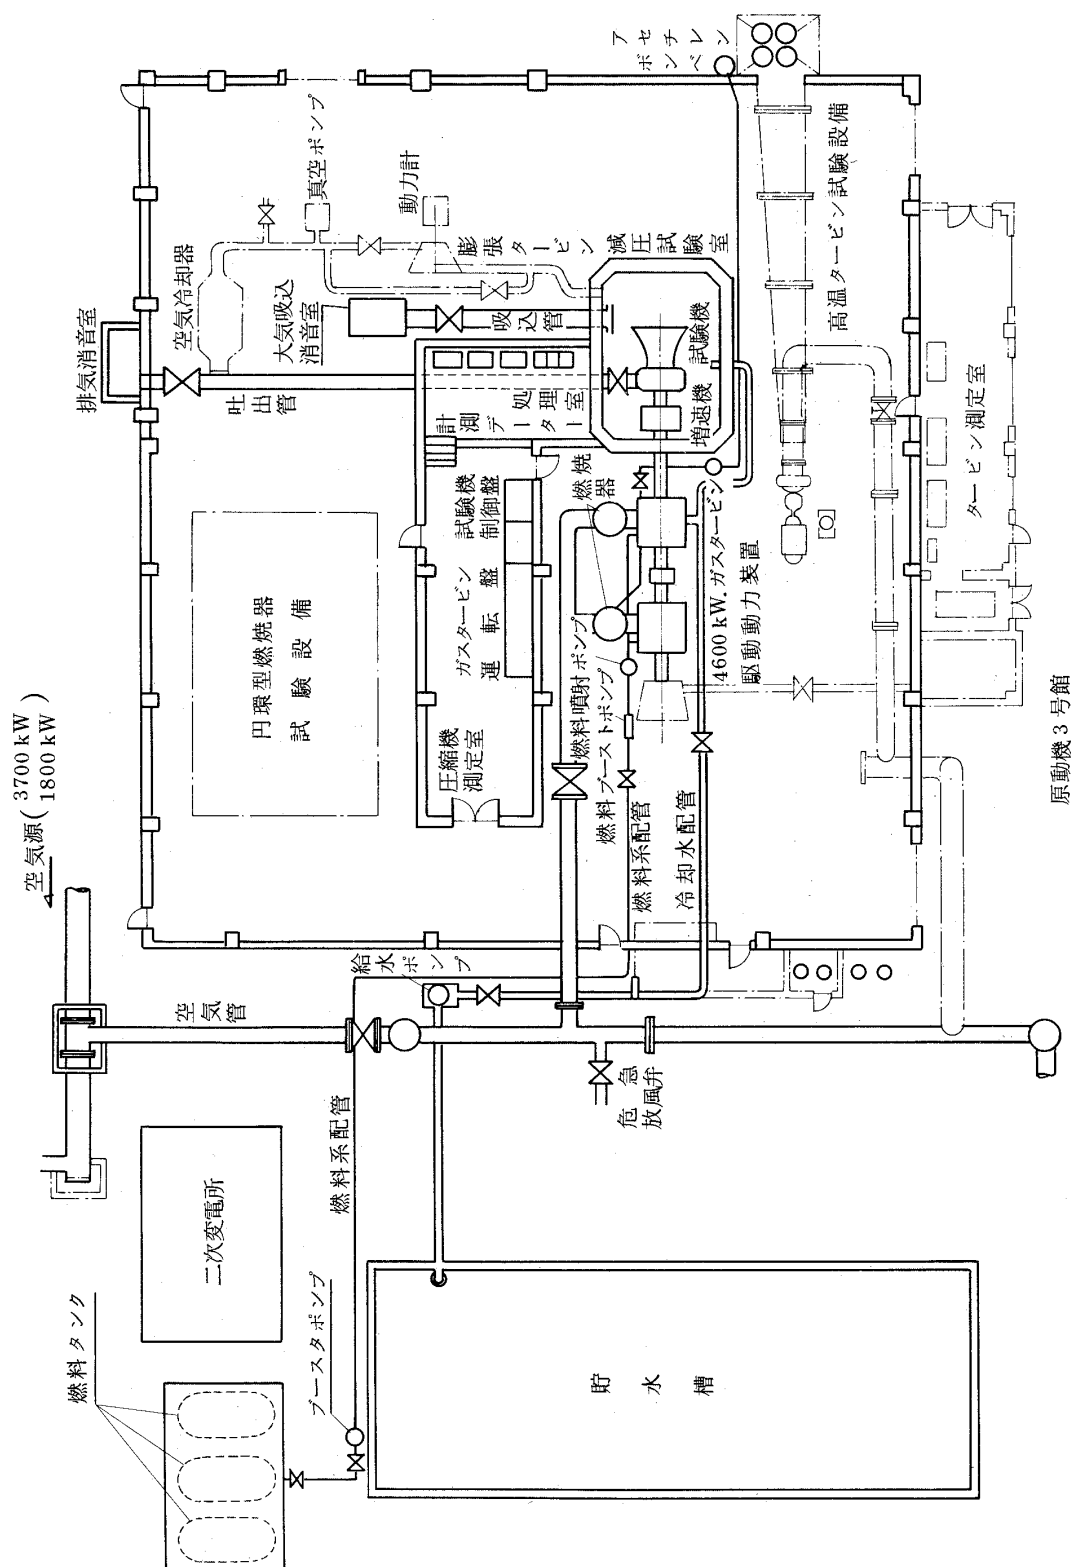 燃料タンク
二次変電所
ブースタポンプ
燃料系配管
貯水槽
空気源(3700kW
1800kW)
空気管
給水
ポンプ
危急
放風弁
排気消音室
吐出管
空気冷却器
真空ポンプ
動力計
膨張タービン
大気吸込
消音室
吸込管
減圧試験室
円環型燃焼器
試験設備
計測データー
処理室
試験機
制御盤
ガスタービン
運転盤
圧縮機
測定室
試験機
増速機
燃焼器
4600kW.ガスタービン
駆動動力装置
燃料噴射ポンプ
燃料ブーストポンプ
燃料系配管
冷却水配管
アセチレン
ボンベ
高温タービン試験設備
タービン測定室
原動機3号館